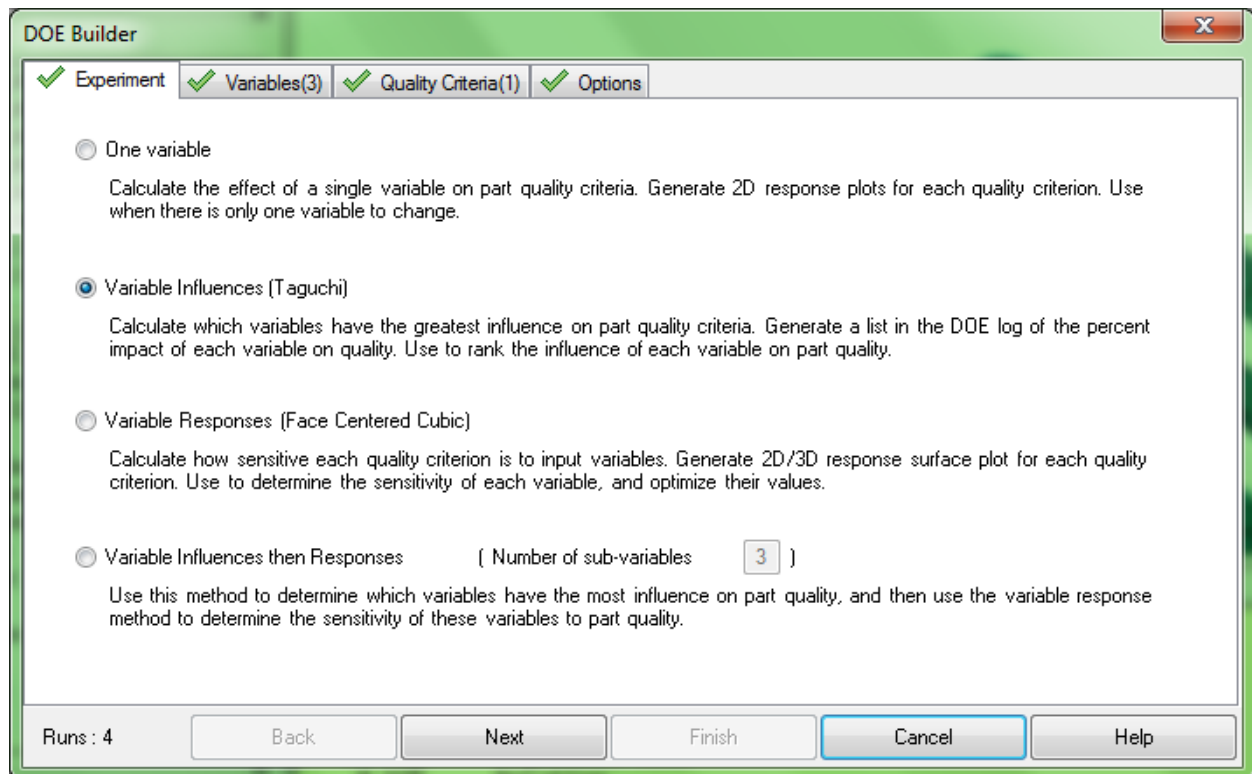 DOE Builder
Experiment Variables(3) Quality Criteria(1) Options
One variable
Calculate the effect of a single variable on part quality criteria. Generate 2D response plots for each quality criterion. Use
when there is only one variable to change.
Variable Influences (Taguchi)
Calculate which variables have the greatest influence on part quality criteria. Generate a list in the DOE log of the percent
impact of each variable on quality. Use to rank the influence of each variable on part quality.
Variable Responses (Face Centered Cubic)
Calculate how sensitive each quality criterion is to input variables. Generate 2D/3D response surface plot for each quality
criterion. Use to determine the sensitivity of each variable, and optimize their values.
Variable Influences then Responses ( Number of sub-variables 3 )
Use this method to determine which variables have the most influence on part quality, and then use the variable response
method to determine the sensitivity of these variables to part quality.
Runs : 4 Back Next Finish Cancel Help